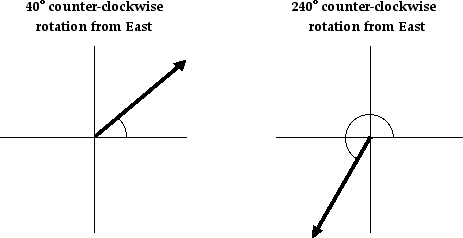 40° counter-clockwise
rotation from East
240° counter-clockwise
rotation from East